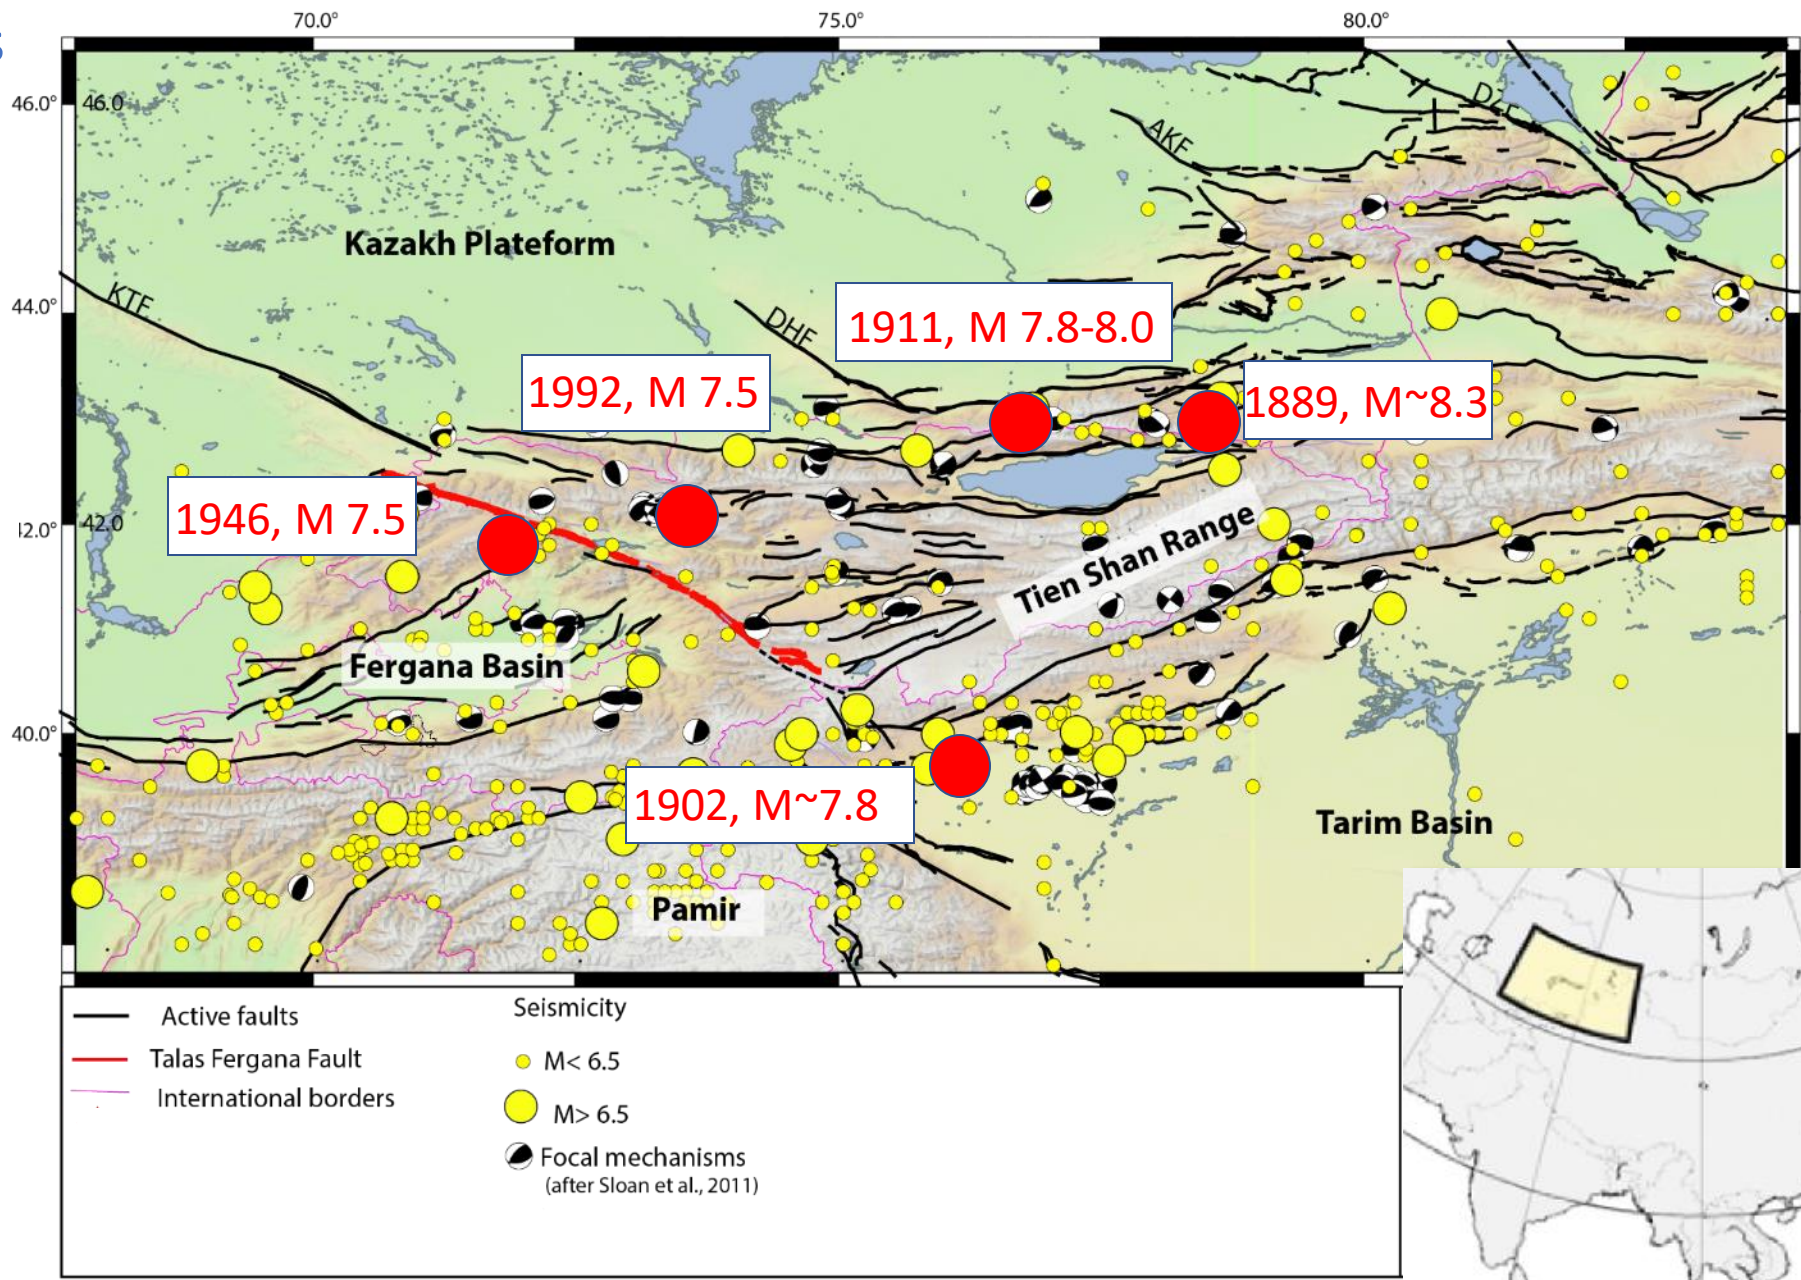 70.0°
75.0°
80.0°
46.0°
46.0
DZF
AKF
Kazakh Plateform
KTF
44.0°
DHF
1911, M 7.8-8.0
1992, M 7.5
1889, M~8.3
1946, M 7.5
42.0
42.0°
Tien Shan Range
Fergana Basin
40.0°
1902, M~7.8
Tarim Basin
Pamir
Active faults
Talas Fergana Fault
International borders
Seismicity
M< 6.5
M> 6.5
Focal mechanisms
(after Sloan et al., 2011)